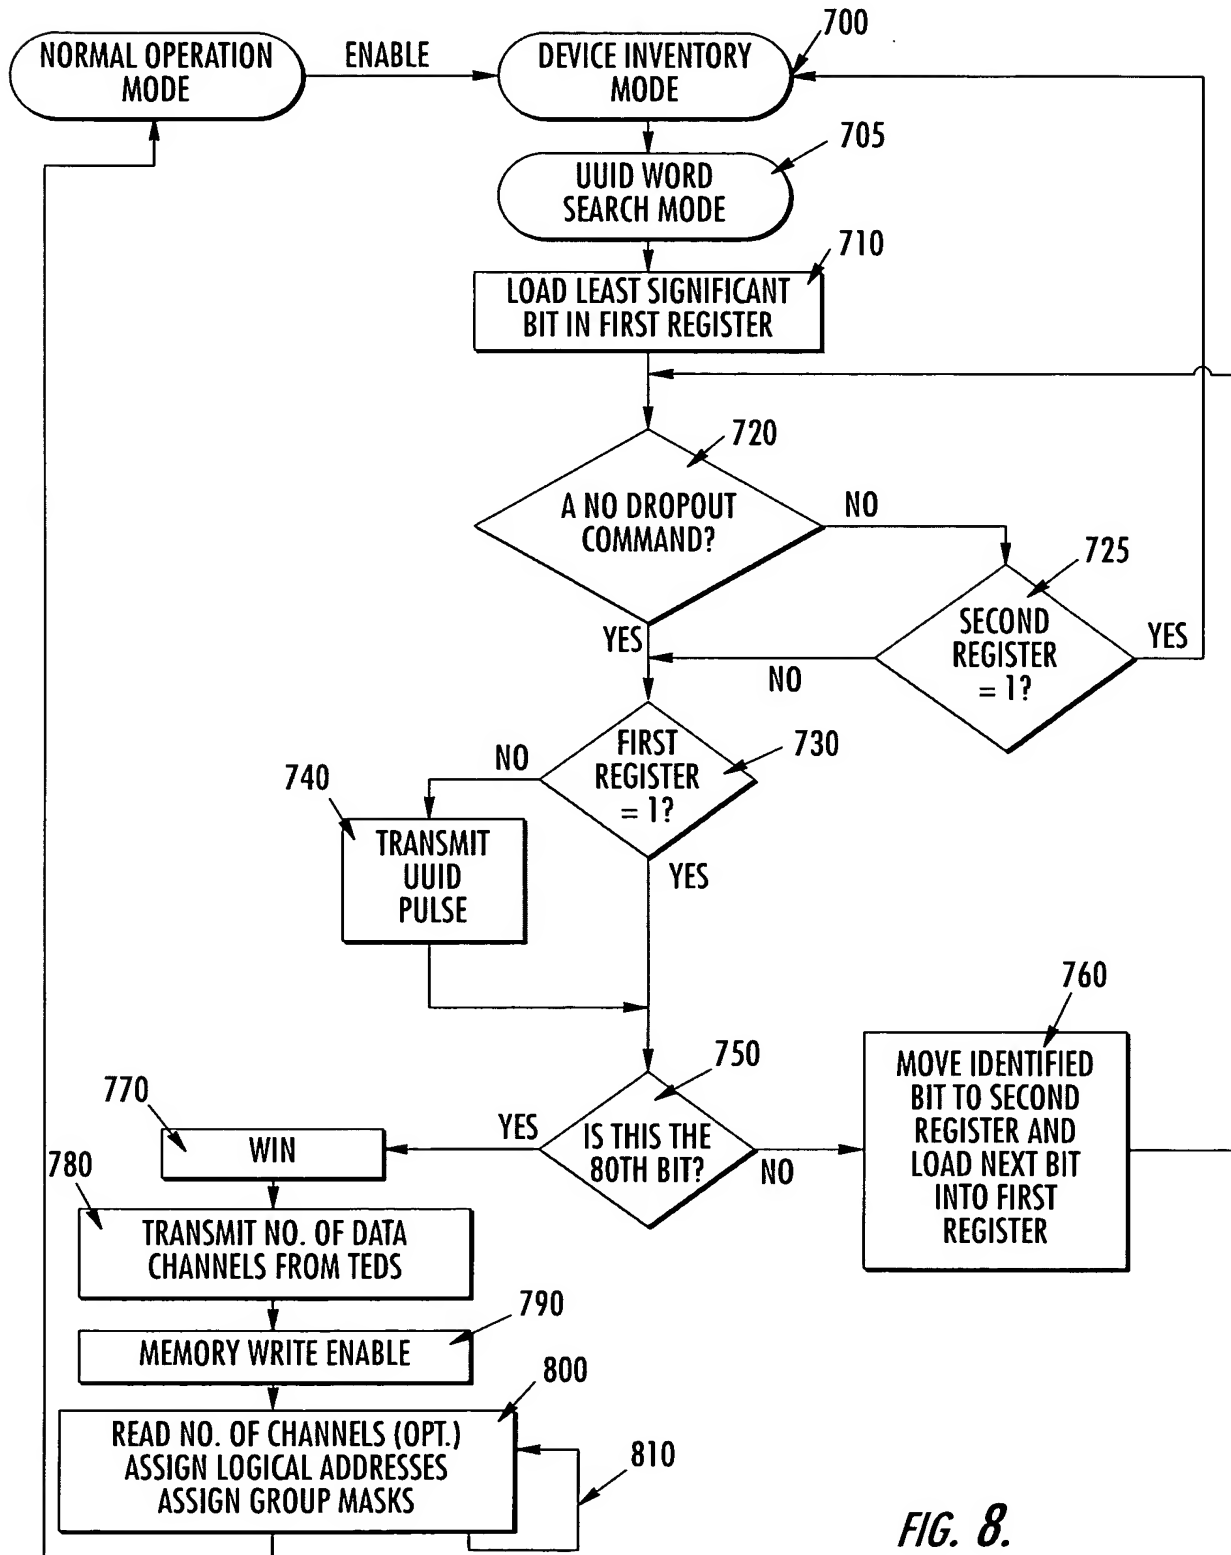 NORMAL OPERATION
MODE
ENABLE
DEVICE INVENTORY
MODE
700
705
UUID WORD
SEARCH MODE
710
LOAD LEAST SIGNIFICANT
BIT IN FIRST REGISTER
720
A NO DROPOUT
COMMAND?
NO
725
YES
SECOND
REGISTER
= 1?
YES
NO
730
FIRST
REGISTER
= 1?
NO
740
TRANSMIT
UUID
PULSE
YES
760
750
MOVE IDENTIFIED
BIT TO SECOND
REGISTER AND
LOAD NEXT BIT
INTO FIRST
REGISTER
IS THIS THE
80TH BIT?
NO
YES
770
WIN
780
TRANSMIT NO. OF DATA
CHANNELS FROM TEDS
790
MEMORY WRITE ENABLE
800
READ NO. OF CHANNELS (OPT.)
ASSIGN LOGICAL ADDRESSES
ASSIGN GROUP MASKS
810
FIG. 8.